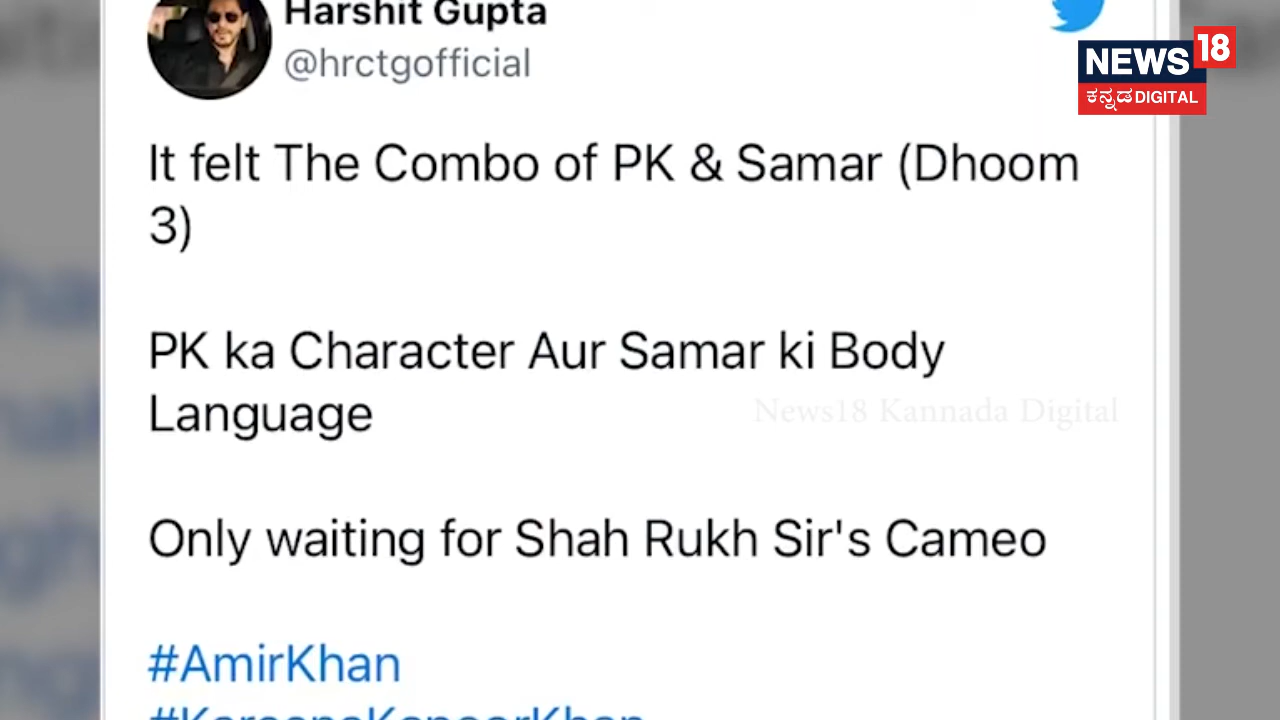 Harshit Gupta
@hrctgofficial
NEWS 18
ಕನ್ನಡ DIGITAL
It felt The Combo of PK & Samar (Dhoom
3)
PK ka Character Aur Samar ki Body
Language
News18 Kannada Digital
Only waiting for Shah Rukh Sir's Cameo
#AmirKhan
#KareenaKapoorKhan